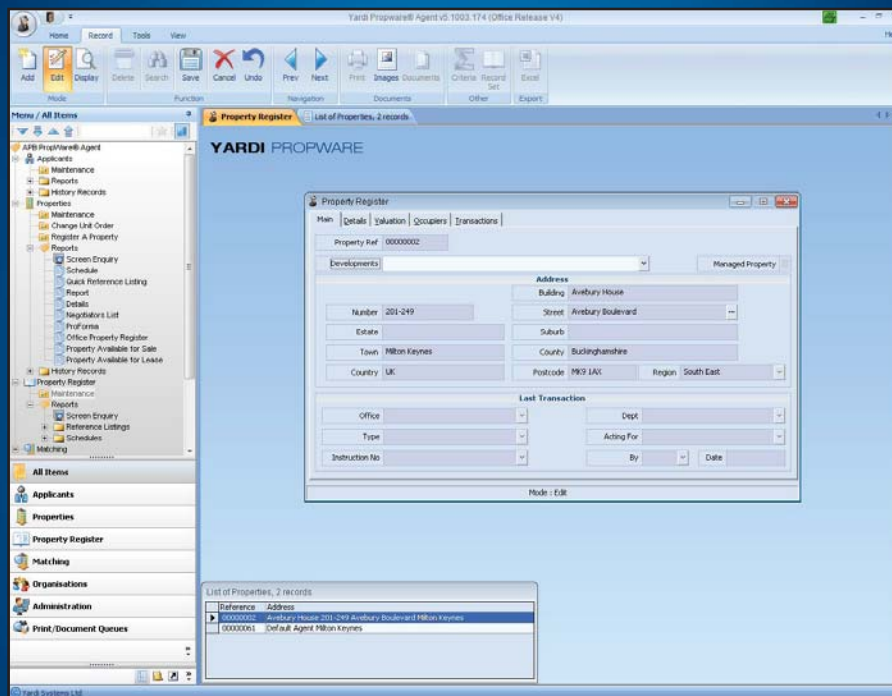 Yardi Propware® Agent v5.1003.174 (Office Release V4)
Home Record Tools View
Add Edit Display Delete Search Save Cancel Undo Prev Next Print Images Documents Criteria Record Set Excel
Mode Function Navigation Documents Other Export
Menu / All Items
Property Register List of Properties, 2 records
APB PropWare® Agent
Applicants
Maintenance
Reports
History Records
Properties
Maintenance
Change Unit Order
Register A Property
Reports
Screen Enquiry
Schedule
Quick Reference Listing
Report
Details
Negotiators List
ProForma
Office Property Register
Property Available for Sale
Property Available for Lease
History Records
Property Register
Maintenance
Reports
Screen Enquiry
Reference Listings
Schedules
Matching
All Items
Applicants
Properties
Property Register
Matching
Organisations
Administration
Print/Document Queues
YARDI PROPWARE
Property Register
Main Details Valuation Occupiers Transactions
Property Ref 00000002
Developments Managed Property
Address
Building Avebury House
Number 201-249 Street Avebury Boulevard
Estate Suburb
Town Milton Keynes County Buckinghamshire
Country UK Postcode MK9 1AX Region South East
Last Transaction
Office Dept
Type Acting For
Instruction No By Date
Mode : Edit
List of Properties, 2 records
Reference Address
00000002 Avebury House 201-249 Avebury Boulevard Milton Keynes
00000061 Default Agent Milton Keynes
Yardi Systems Ltd